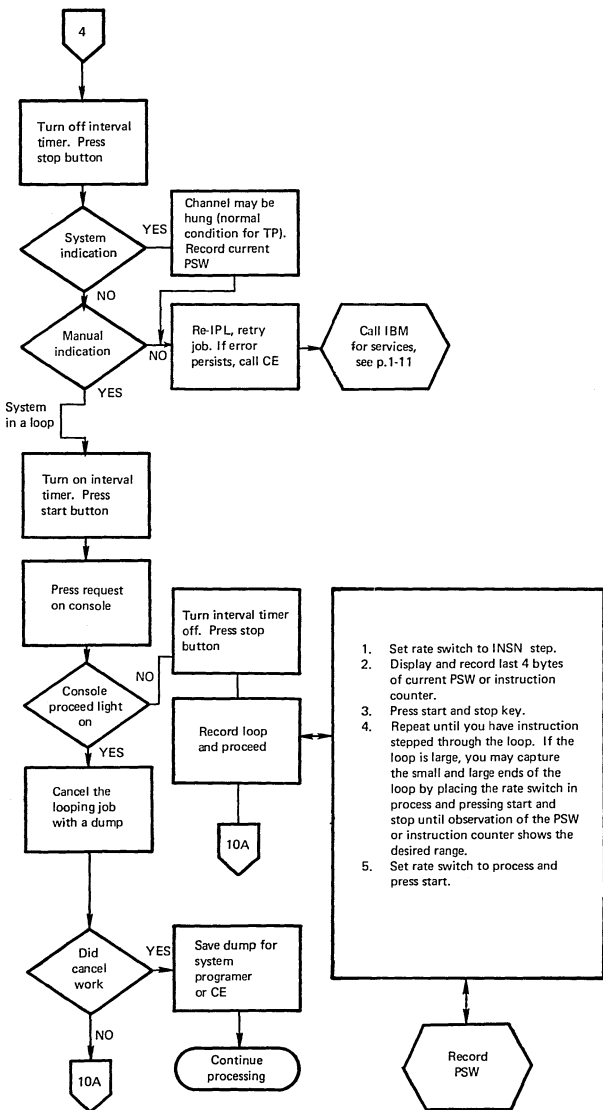 4
Turn off interval
timer. Press
stop button
System
indication
YES
Channel may be
hung (normal
condition for TP).
Record current
PSW
NO
Manual
indication
NO
Re-IPL, retry
job. If error
persists, call CE
Call IBM
for services,
see p.1-11
YES
System
in a loop
Turn on interval
timer. Press
start button
Press request
on console
Console
proceed light
on
NO
Turn interval timer
off. Press stop
button
Record loop
and proceed
10A
1. Set rate switch to INSN step.
2. Display and record last 4 bytes
of current PSW or instruction
counter.
3. Press start and stop key.
4. Repeat until you have instruction
stepped through the loop. If the
loop is large, you may capture
the small and large ends of the
loop by placing the rate switch in
process and pressing start and
stop until observation of the PSW
or instruction counter shows the
desired range.
5. Set rate switch to process and
press start.
Record
PSW
YES
Cancel the
looping job
with a dump
Did
cancel
work
YES
Save dump for
system
programer
or CE
Continue
processing
NO
10A